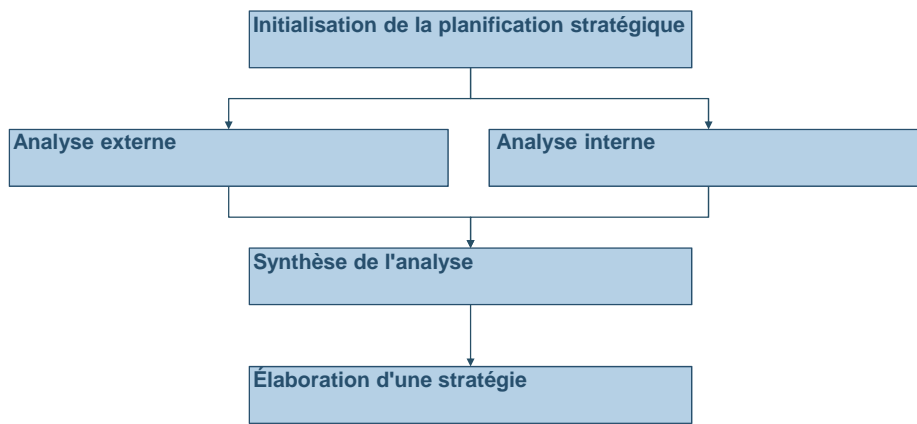 Initialisation de la planification stratégique
Analyse externe
Analyse interne
Synthèse de l'analyse
Élaboration d'une stratégie